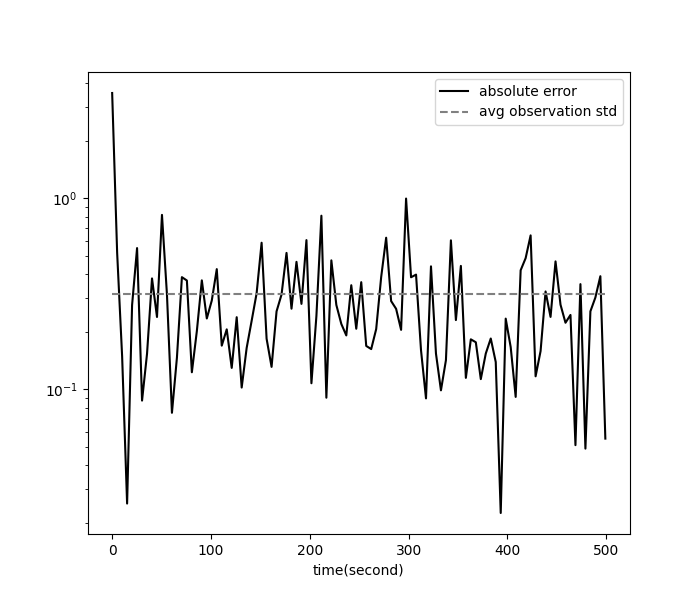 absolute error
avg observation std
10⁰
10⁻¹
0 100 200 300 400 500
time(second)